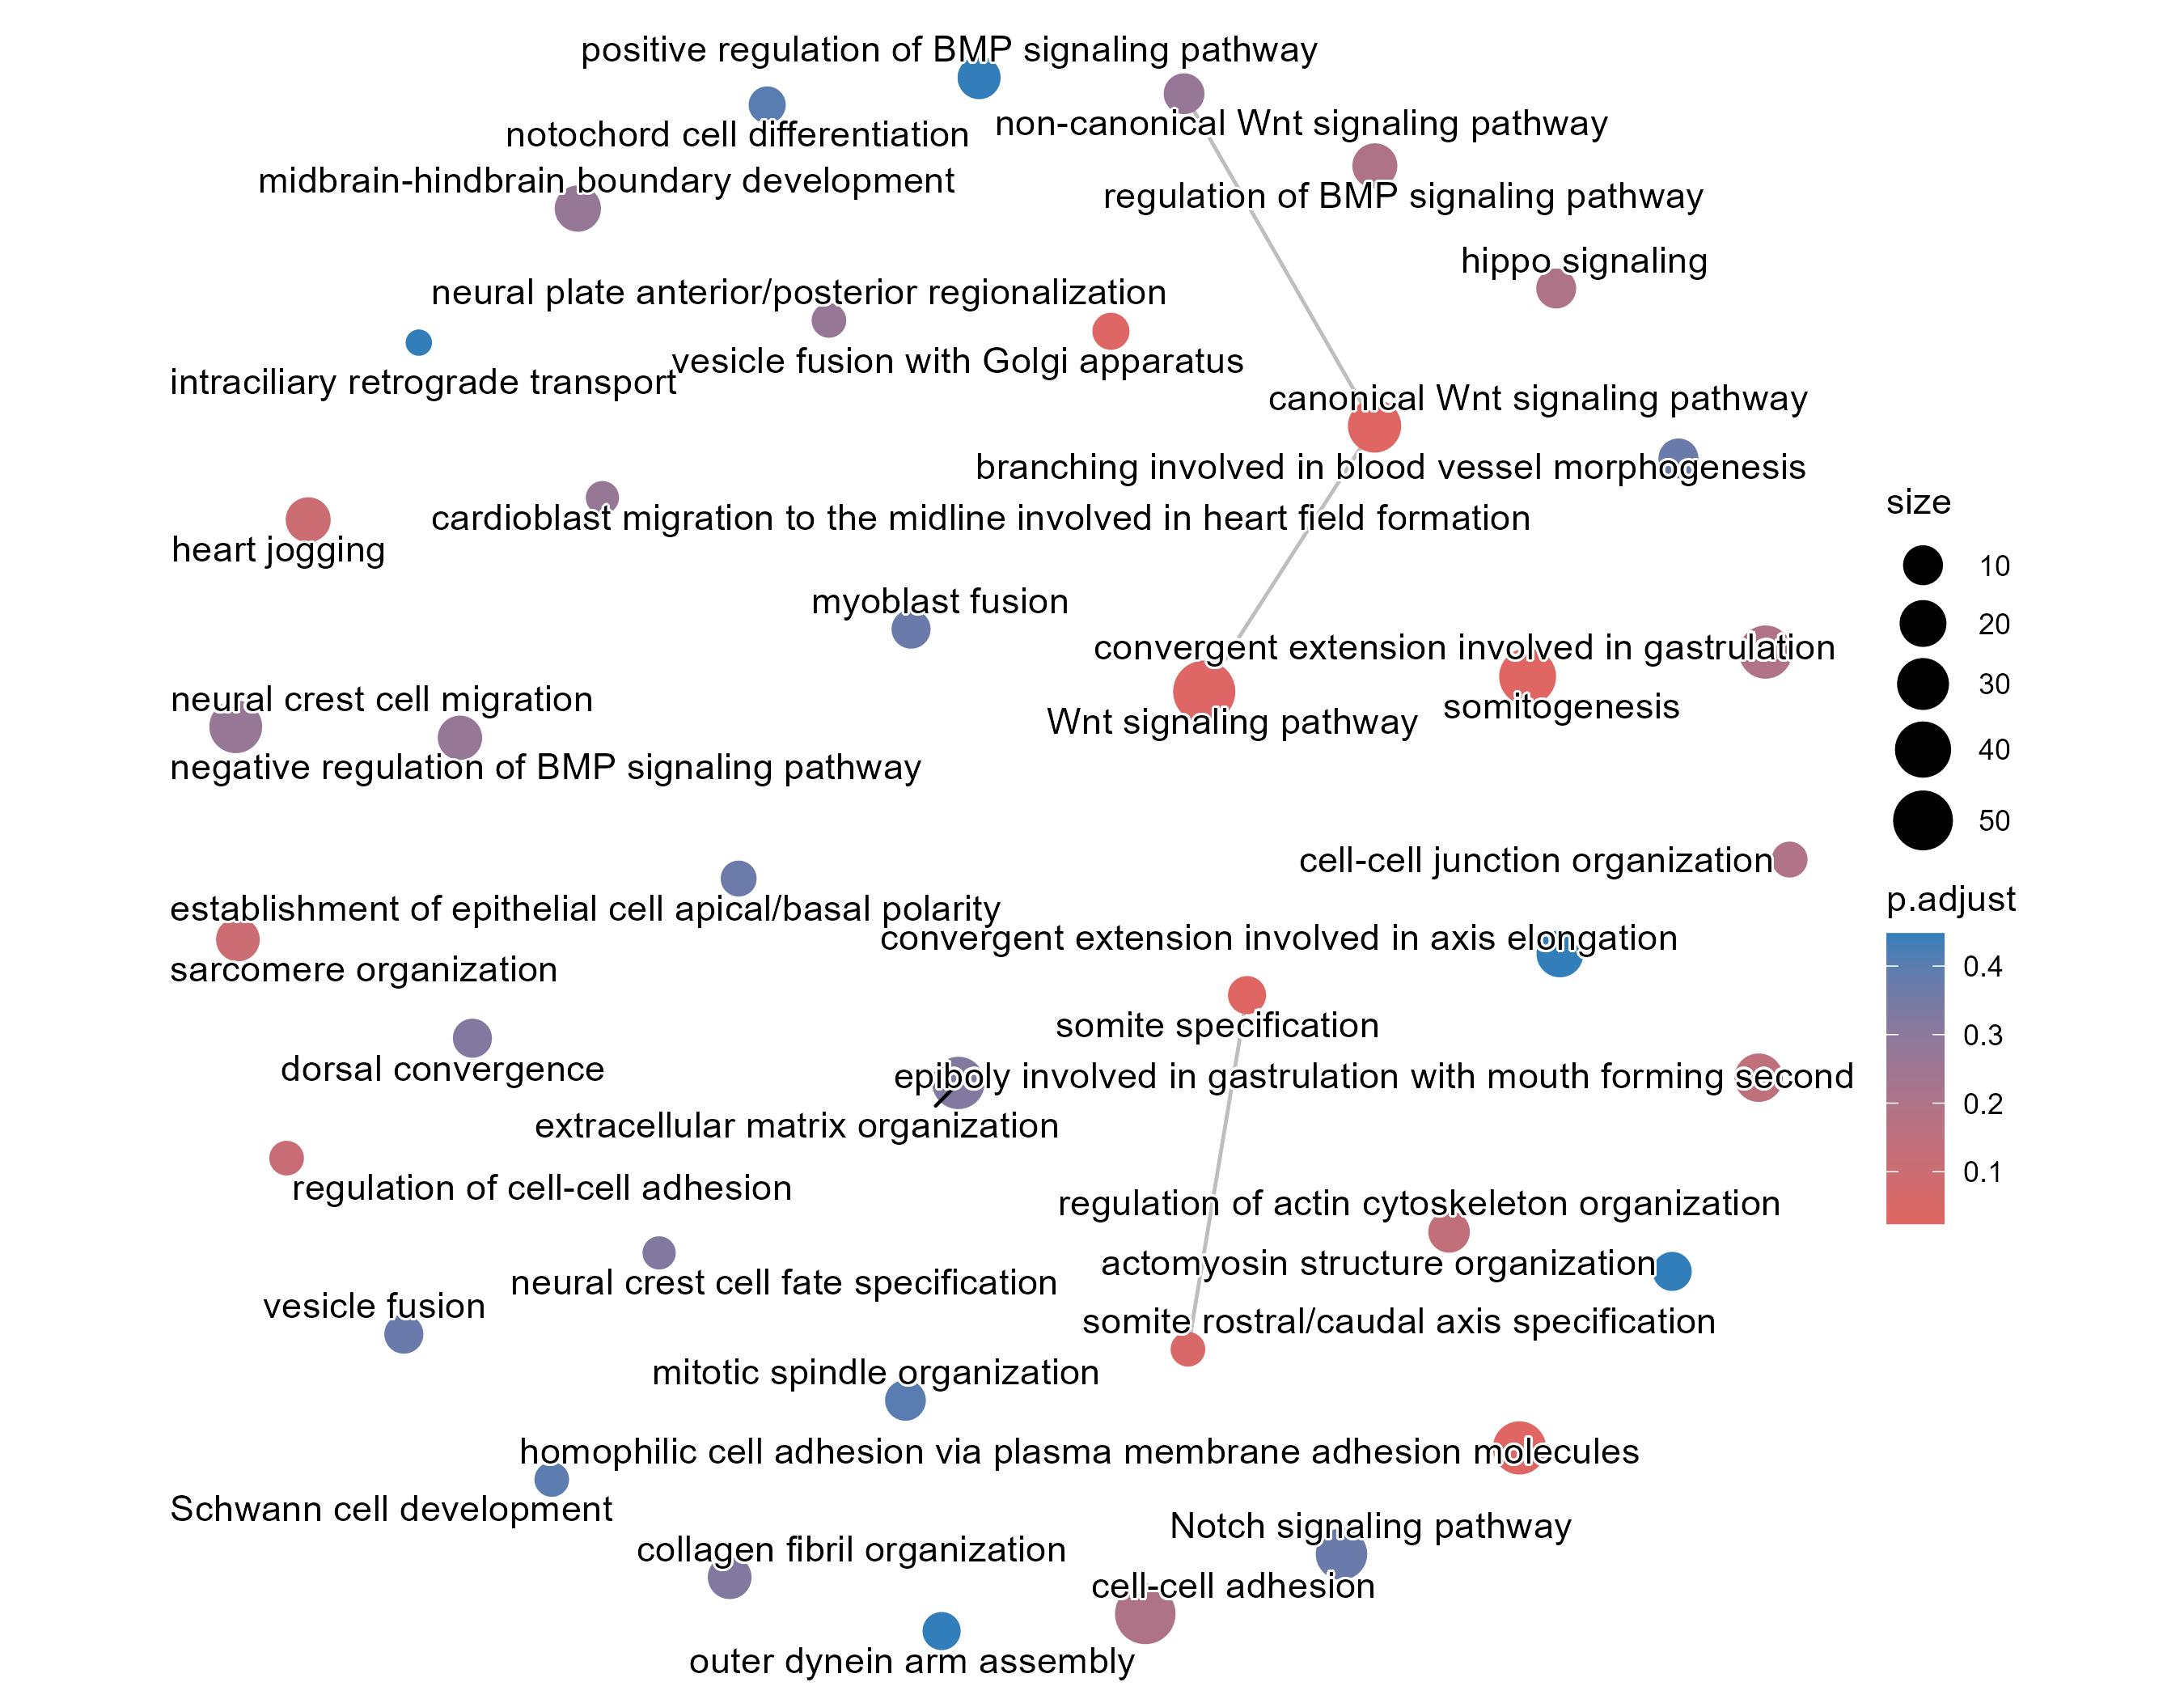 positive regulation of BMP signaling pathway
non-canonical Wnt signaling pathway
notochord cell differentiation
midbrain-hindbrain boundary development
regulation of BMP signaling pathway
hippo signaling
neural plate anterior/posterior regionalization
vesicle fusion with Golgi apparatus
intraciliary retrograde transport
canonical Wnt signaling pathway
branching involved in blood vessel morphogenesis
cardioblast migration to the midline involved in heart field formation
heart jogging
myoblast fusion
convergent extension involved in gastrulation
neural crest cell migration
somitogenesis
Wnt signaling pathway
negative regulation of BMP signaling pathway
cell-cell junction organization
establishment of epithelial cell apical/basal polarity
convergent extension involved in axis elongation
sarcomere organization
somite specification
dorsal convergence
epiboly involved in gastrulation with mouth forming second
extracellular matrix organization
regulation of cell-cell adhesion
regulation of actin cytoskeleton organization
actomyosin structure organization
neural crest cell fate specification
vesicle fusion
somite rostral/caudal axis specification
mitotic spindle organization
homophilic cell adhesion via plasma membrane adhesion molecules
Schwann cell development
Notch signaling pathway
collagen fibril organization
cell-cell adhesion
outer dynein arm assembly
size
10
20
30
40
50
p.adjust
0.4
0.3
0.2
0.1